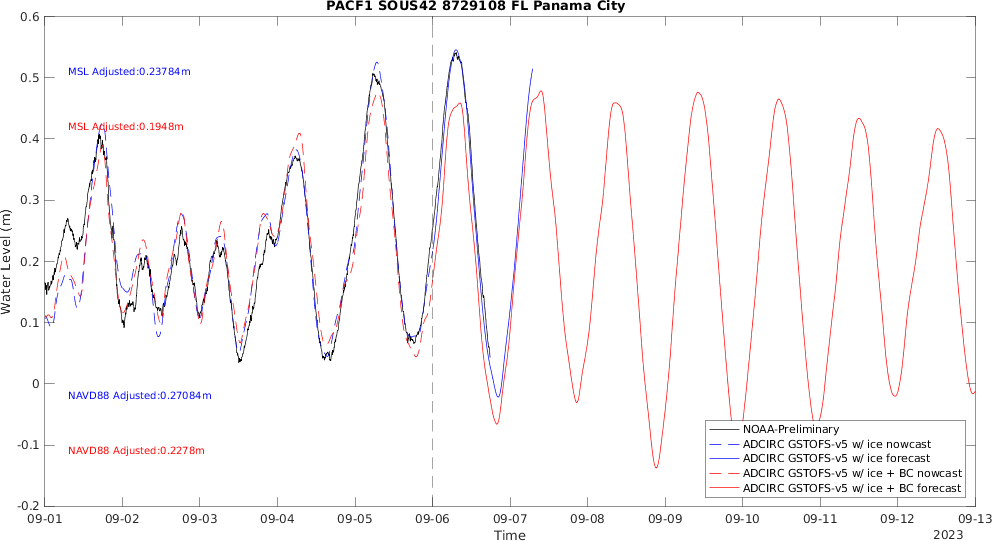 PACF1 SOUS42 8729108 FL Panama City
0.6
0.5
0.4
0.3
0.2
0.1
0
-0.1
-0.2
Water Level (m)
MSL Adjusted:0.23784m
MSL Adjusted:0.1948m
NAVD88 Adjusted:0.27084m
NAVD88 Adjusted:0.2278m
NOAA-Preliminary
ADCIRC GSTOFS-v5 w/ ice nowcast
ADCIRC GSTOFS-v5 w/ ice forecast
ADCIRC GSTOFS-v5 w/ ice + BC nowcast
ADCIRC GSTOFS-v5 w/ ice + BC forecast
09-01 09-02 09-03 09-04 09-05 09-06 09-07 09-08 09-09 09-10 09-11 09-12 09-13
Time
2023